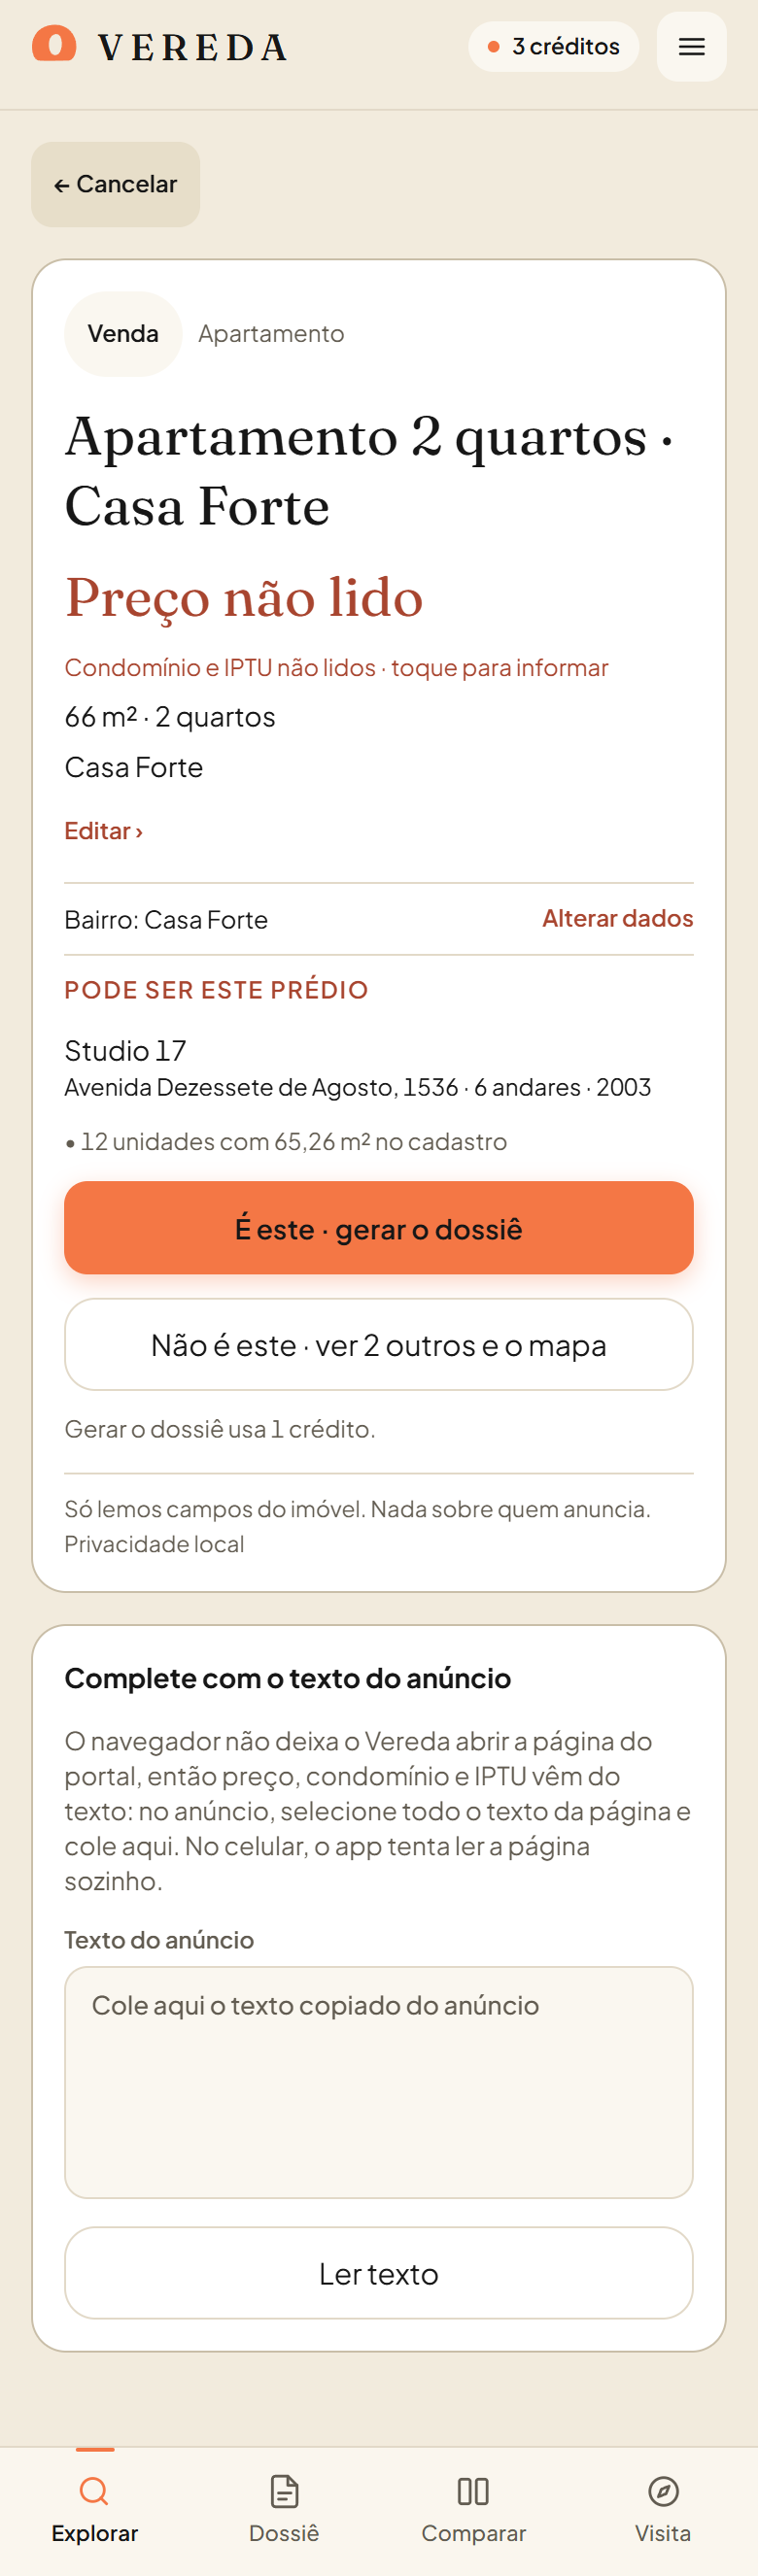 VEREDA
3 créditos
← Cancelar
Venda
Apartamento
Apartamento 2 quartos ·
Casa Forte
Preço não lido
Condomínio e IPTU não lidos · toque para informar
66 m² · 2 quartos
Casa Forte
Editar ›
Bairro: Casa Forte
Alterar dados
PODE SER ESTE PRÉDIO
Studio 17
Avenida Dezessete de Agosto, 1536 · 6 andares · 2003
• 12 unidades com 65,26 m² no cadastro
É este · gerar o dossiê
Não é este · ver 2 outros e o mapa
Gerar o dossiê usa 1 crédito.
Só lemos campos do imóvel. Nada sobre quem anuncia.
Privacidade local
Complete com o texto do anúncio
O navegador não deixa o Vereda abrir a página do
portal, então preço, condomínio e IPTU vêm do
texto: no anúncio, selecione todo o texto da página e
cole aqui. No celular, o app tenta ler a página
sozinho.
Texto do anúncio
Cole aqui o texto copiado do anúncio
Ler texto
Explorar
Dossiê
Comparar
Visita